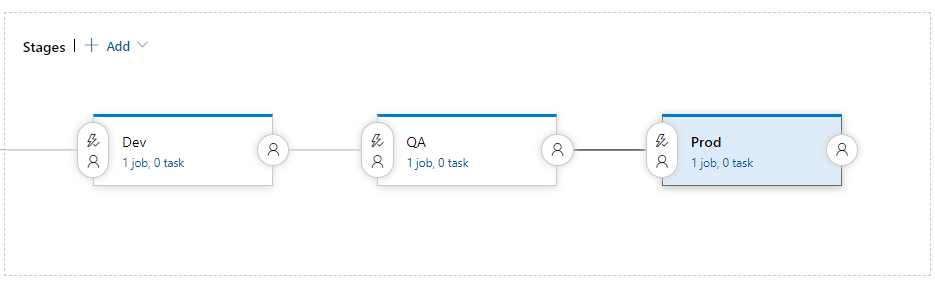 Stages | + Add
Dev
1 job, 0 task
QA
1 job, 0 task
Prod
1 job, 0 task